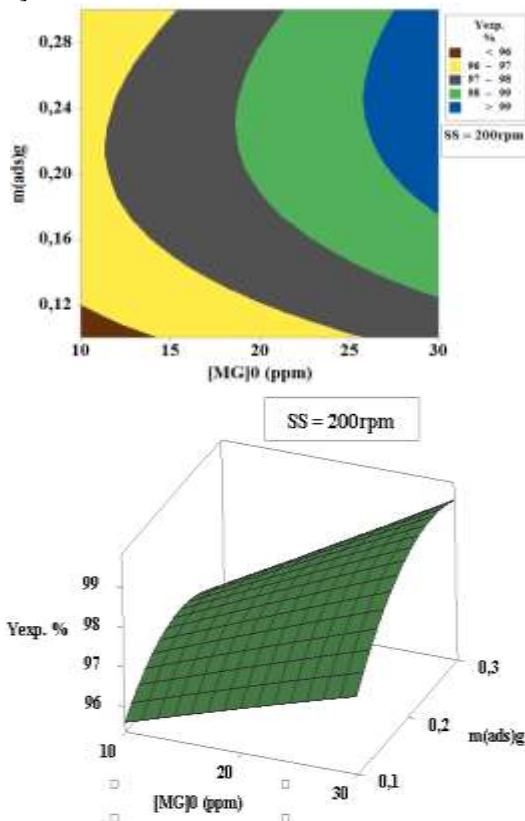 0,28
0,24
0,20
0,16
0,12
m(ads)g
10
15
20
25
30
[MG]0 (ppm)
Yexp.
%
< 96
96 – 97
97 – 98
98 – 99
> 99
SS = 200rpm
SS = 200rpm
99
98
97
96
Yexp. %
10
20
30
[MG]0 (ppm)
0,3
0,2
0,1
m(ads)g